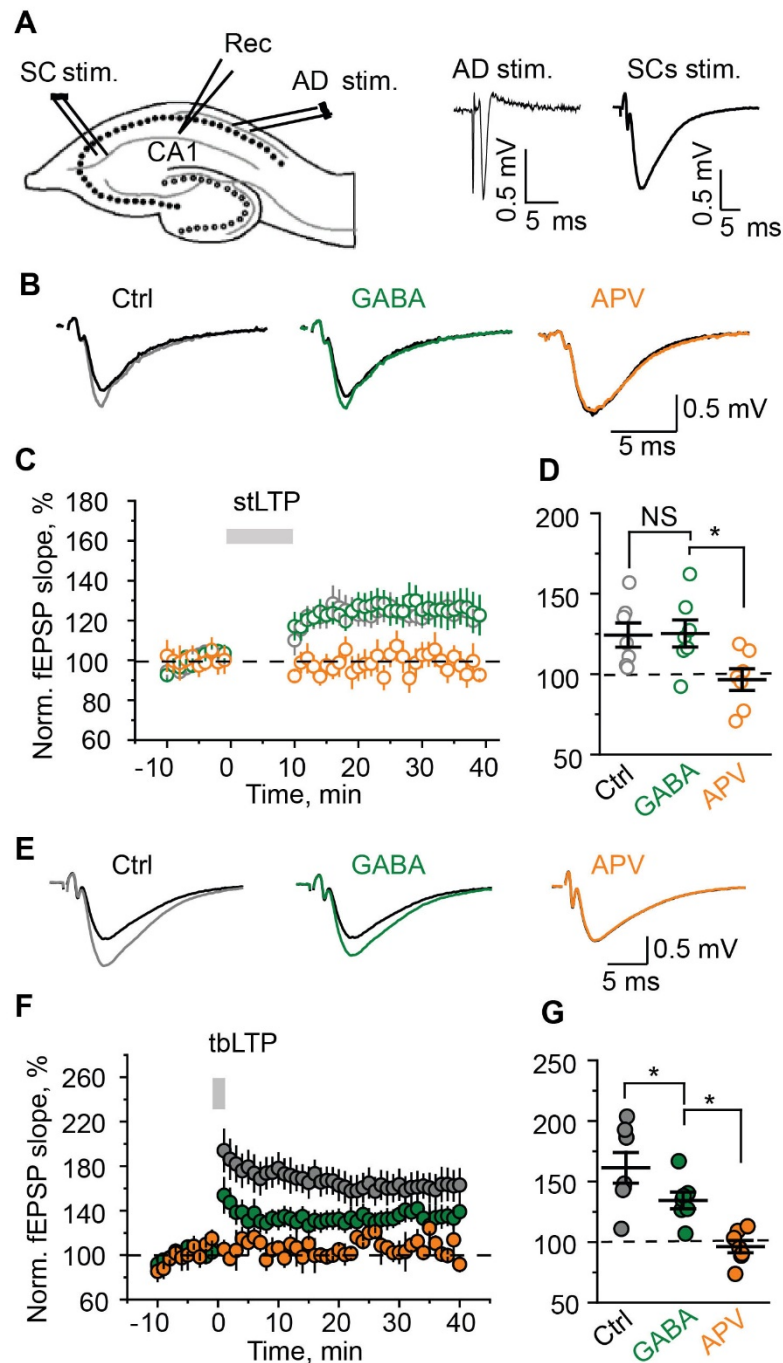 A
SC stim.
Rec
AD stim.
CA1
AD stim.
SCs stim.
0.5 mV
5 ms
0.5 mV
5 ms
B
Ctrl
GABA
APV
0.5 mV
5 ms
C
Norm. fEPSP slope, %
180
160
140
120
100
80
60
stLTP
-10
0
10
20
30
40
Time, min
D
200
150
100
50
NS
*
Ctrl
GABA
APV
E
Ctrl
GABA
APV
0.5 mV
5 ms
F
Norm. fEPSP slope, %
260
220
180
140
100
60
tbLTP
-10
0
10
20
30
40
Time, min
G
250
200
150
100
50
*
*
Ctrl
GABA
APV